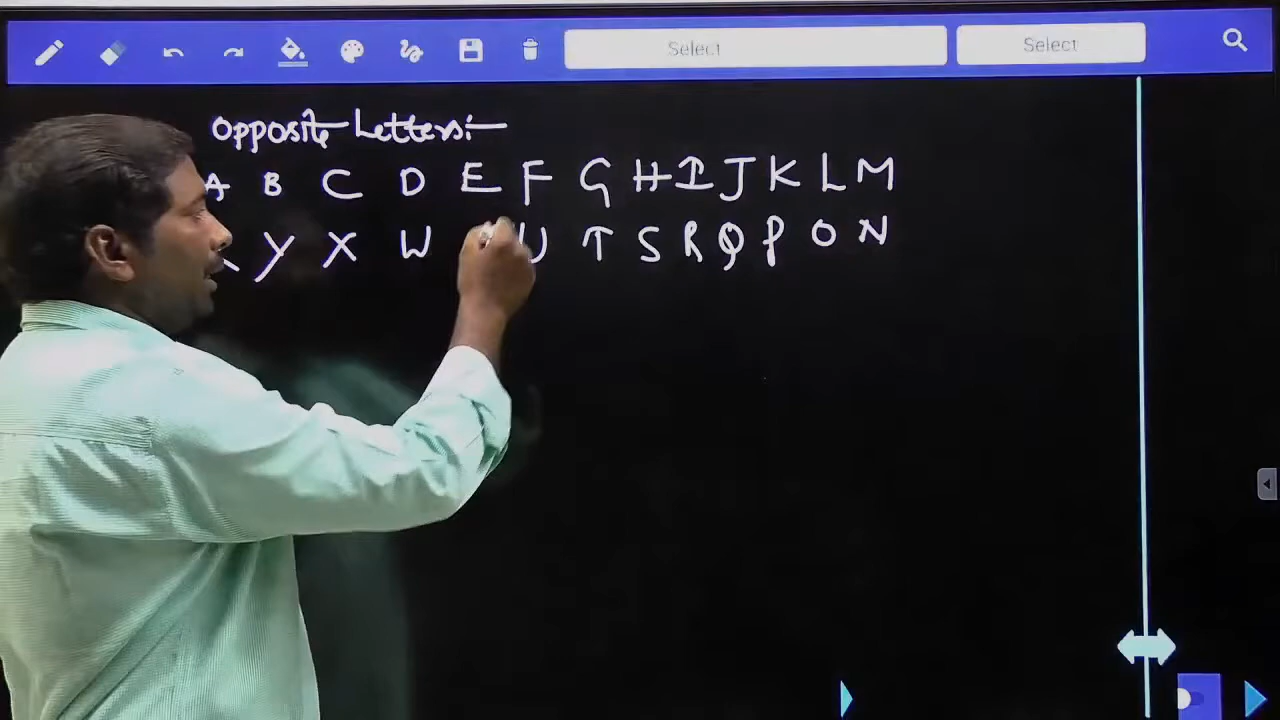 Select Select
Opposite Letters:-
A B C D E F G H I J K L M
Y X W U T S R Q P O N